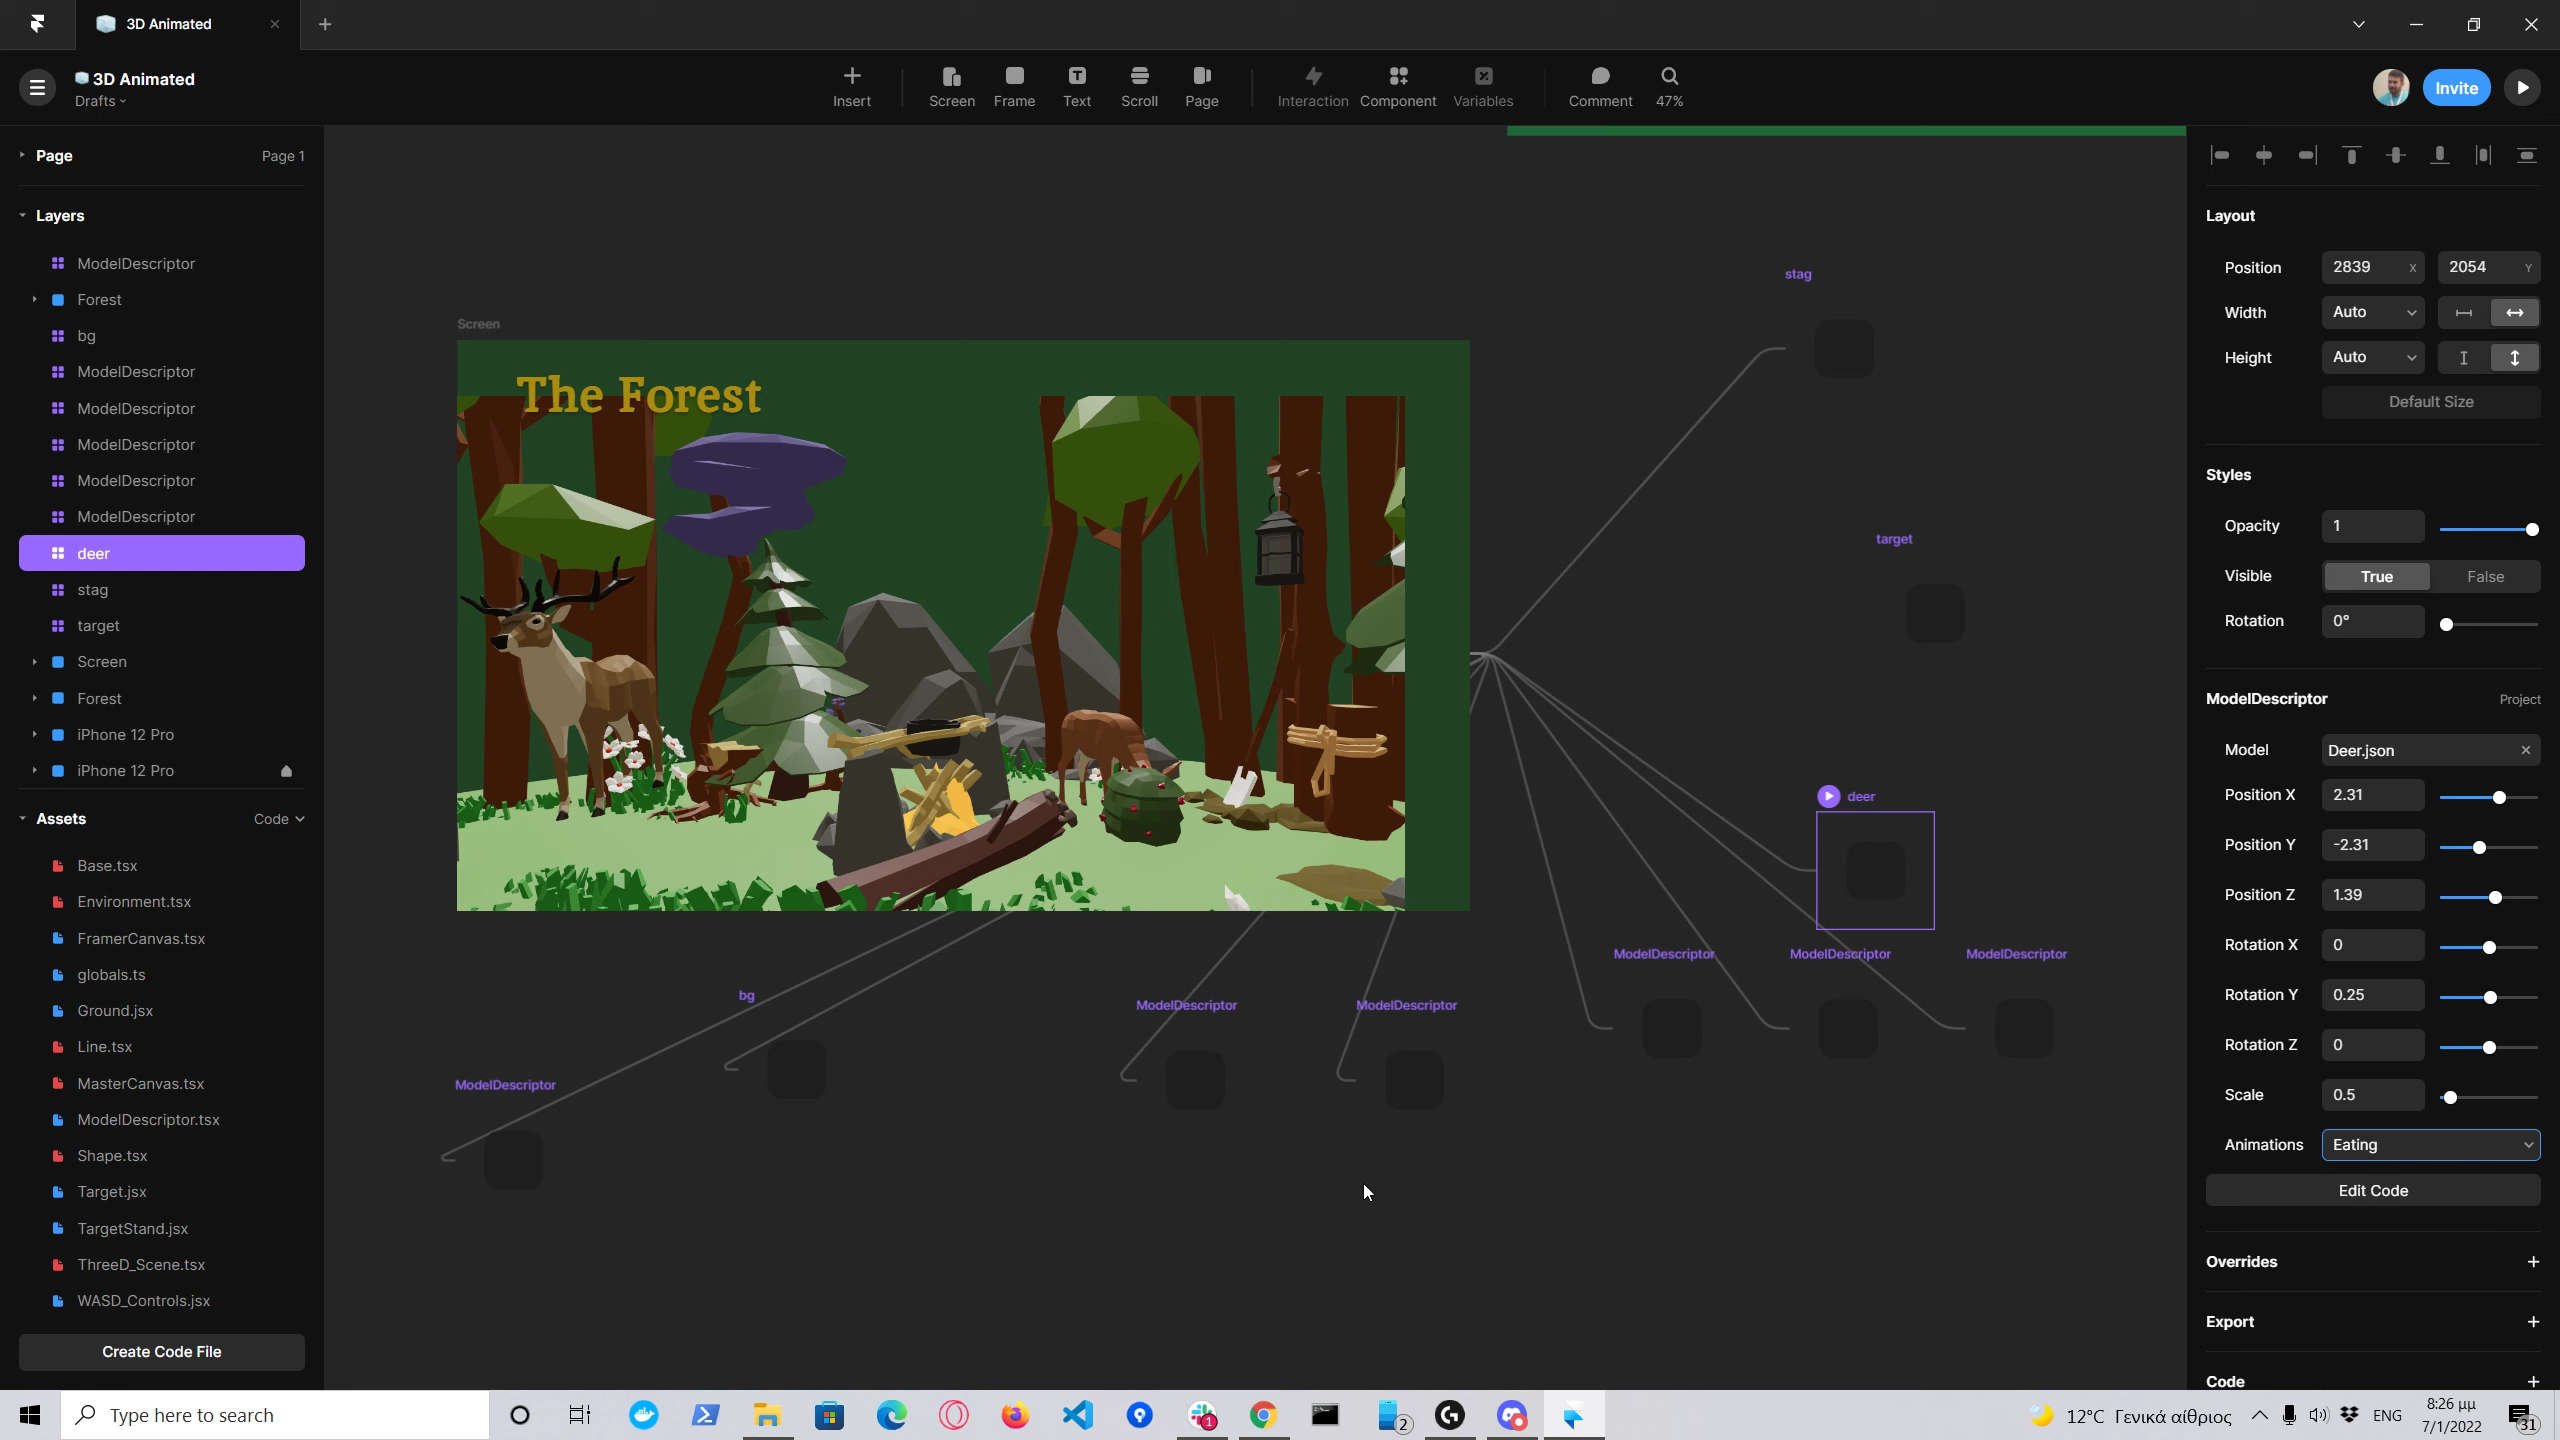 3D Animated
3D Animated
Drafts
Insert
Screen
Frame
Text
Scroll
Page
Interaction
Component
Variables
Comment
47%
Invite
Page
Page 1
Layers
ModelDescriptor
Forest
bg
ModelDescriptor
ModelDescriptor
ModelDescriptor
ModelDescriptor
ModelDescriptor
deer
stag
target
Screen
Forest
iPhone 12 Pro
iPhone 12 Pro
Assets
Code
Base.tsx
Environment.tsx
FramerCanvas.tsx
globals.ts
Ground.jsx
Line.tsx
MasterCanvas.tsx
ModelDescriptor.tsx
Shape.tsx
Target.jsx
TargetStand.jsx
ThreeD_Scene.tsx
WASD_Controls.jsx
Create Code File
stag
Screen
The Forest
target
deer
ModelDescriptor
ModelDescriptor
ModelDescriptor
bg
ModelDescriptor
ModelDescriptor
ModelDescriptor
Layout
Position
2839
X
2054
Y
Width
Auto
Height
Auto
Default Size
Styles
Opacity
1
Visible
True
False
Rotation
0°
ModelDescriptor
Project
Model
Deer.json
Position X
2.31
Position Y
-2.31
Position Z
1.39
Rotation X
0
Rotation Y
0.25
Rotation Z
0
Scale
0.5
Animations
Eating
Edit Code
Overrides
Export
Code
Type here to search
1
2
12°C Γενικά αίθριος
ENG
8:26 μμ
7/1/2022
31